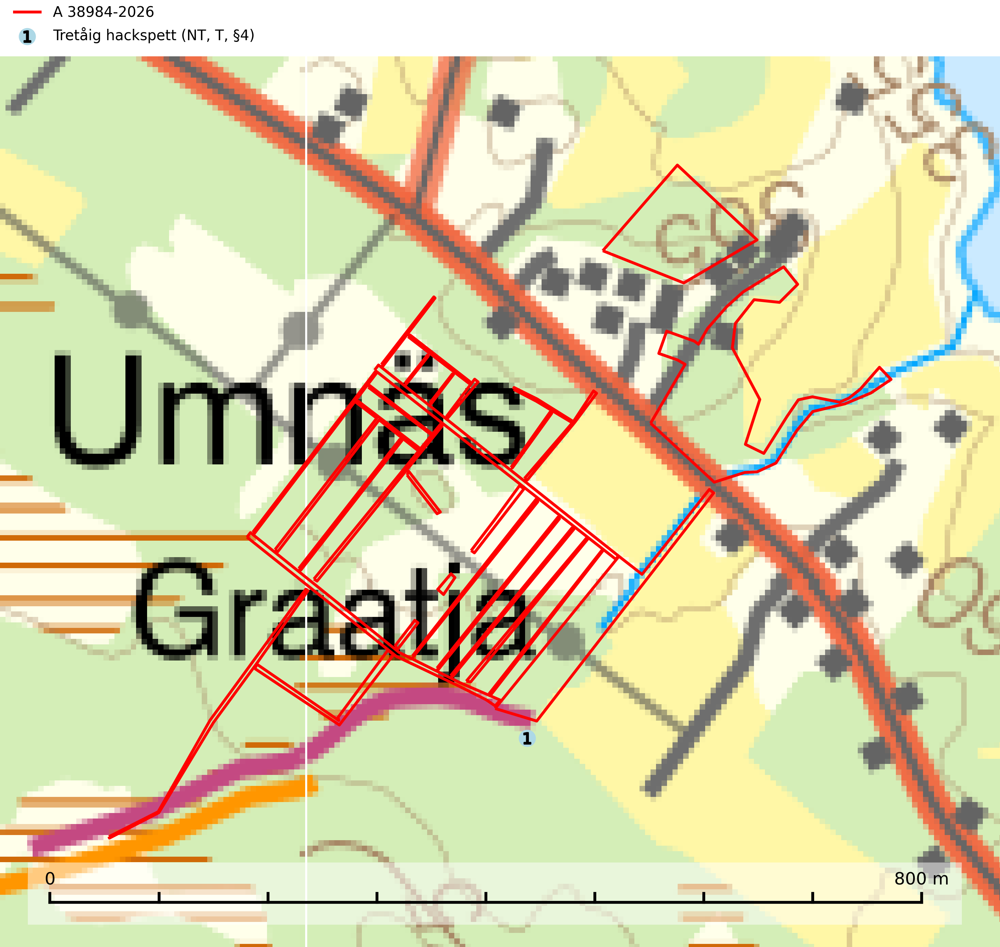 A 38984-2026
1 Tretåig hackspett (NT, T, §4)
Umnäs
Graatja
1
0 800 m